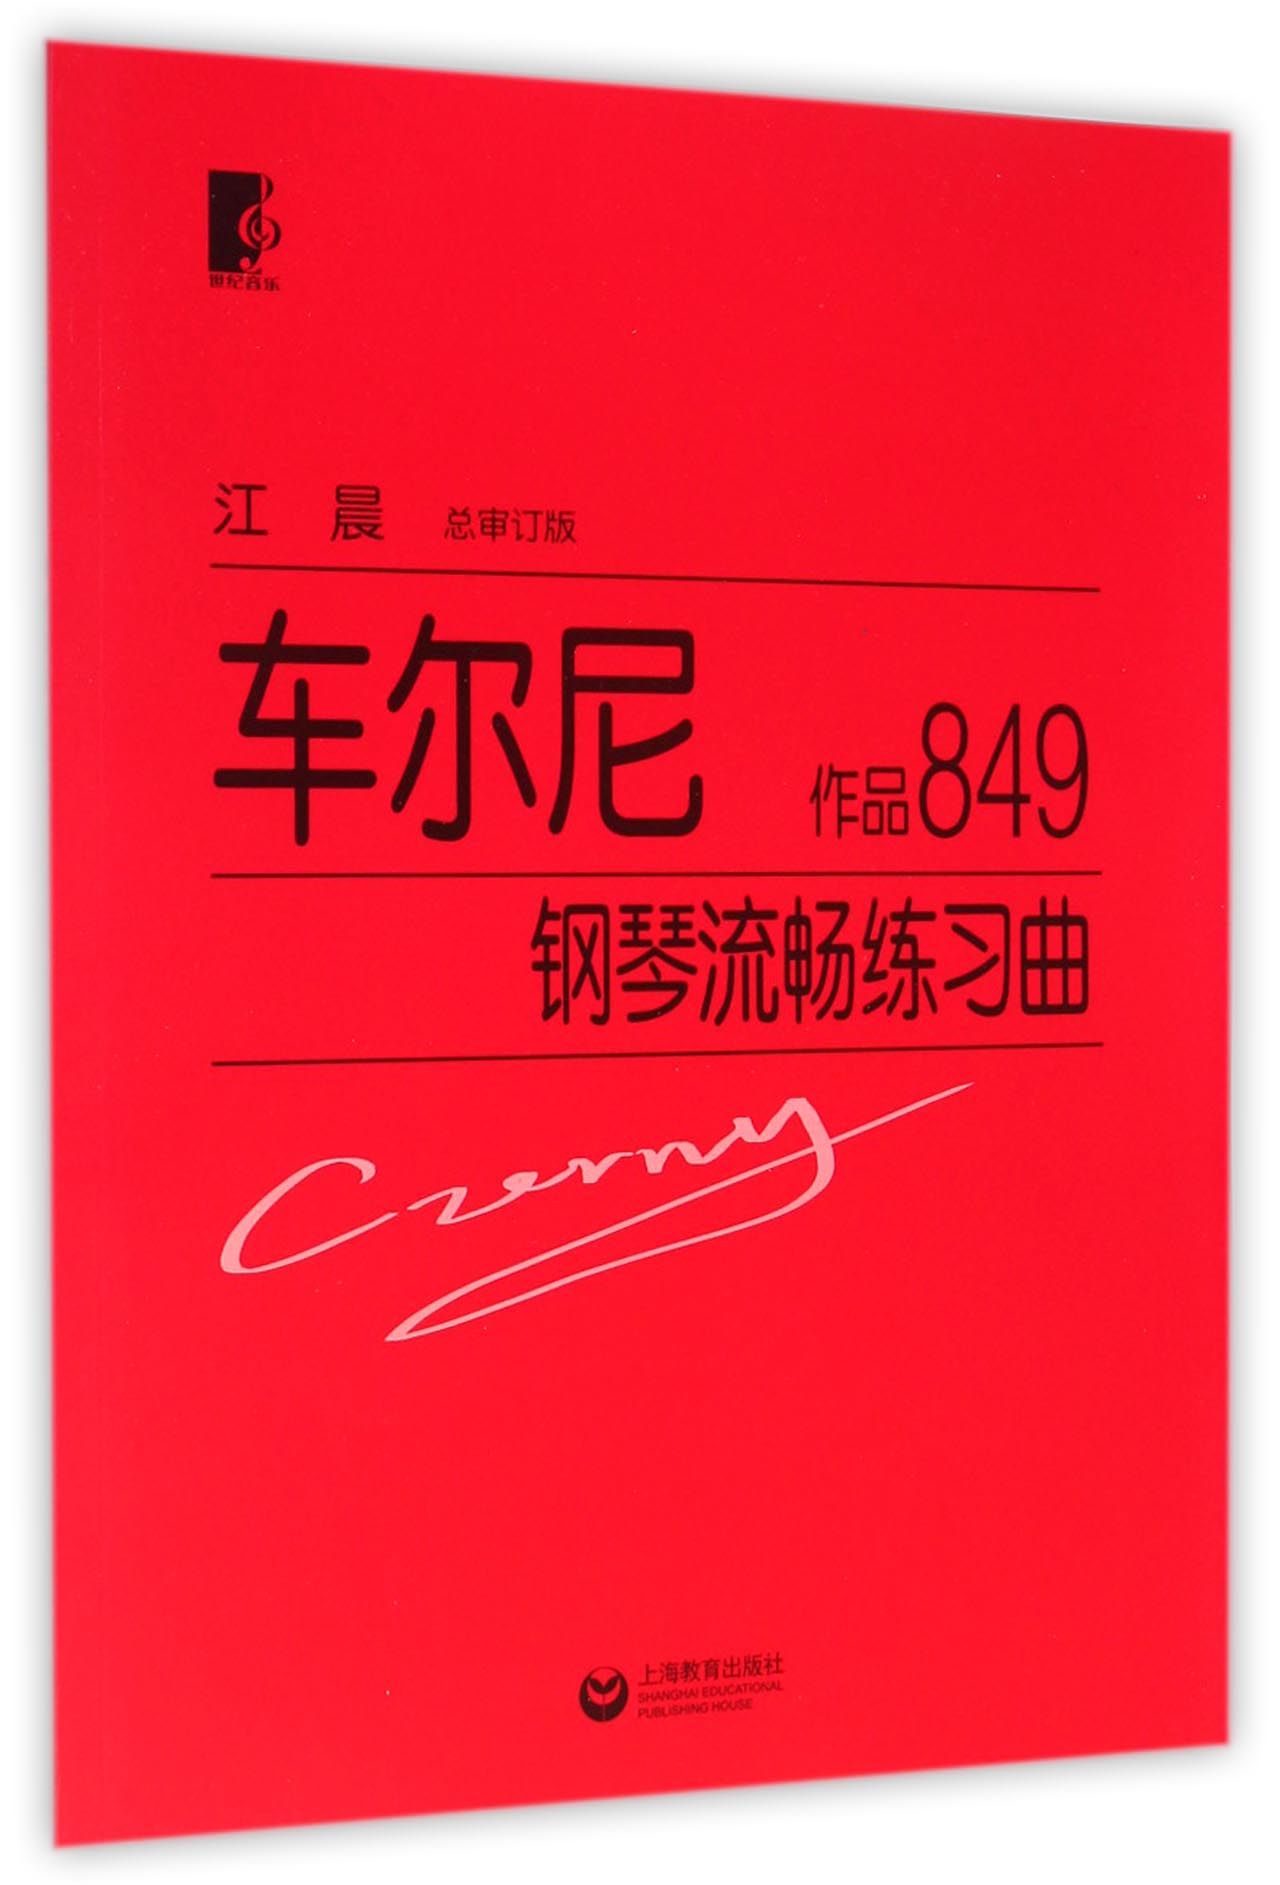 世纪音乐
江 晨 总审订版
车尔尼 作品849
钢琴流畅练习曲
Czerny
上海教育出版社
SHANGHAI EDUCATIONAL
PUBLISHING HOUSE